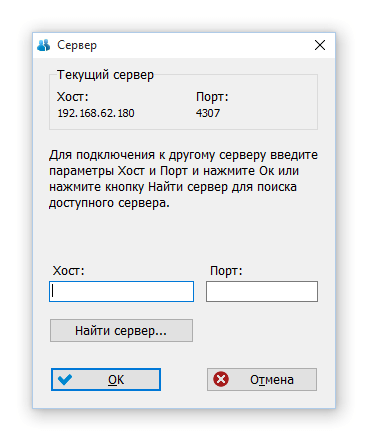 Сервер
Текущий сервер
Хост: Порт:
192.168.62.180 4307
Для подключения к другому серверу введите
параметры Хост и Порт и нажмите Ок или
нажмите кнопку Найти сервер для поиска
доступного сервера.
Хост: Порт:
Найти сервер...
OK Отмена